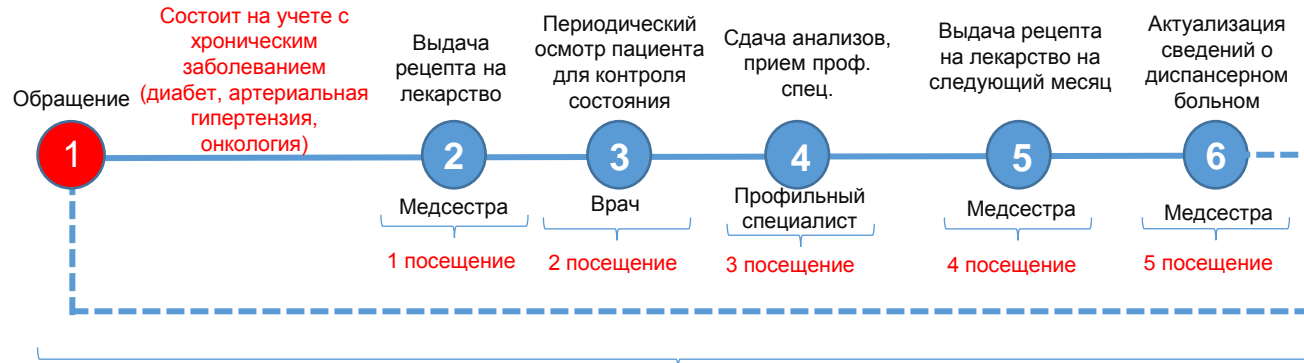 Обращение
1
Состоит на учете с
хроническим
заболеванием
(диабет, артериальная
гипертензия,
онкология)
Выдача
рецепта на
лекарство
2
Медсестра
1 посещение
Периодический
осмотр пациента
для контроля
состояния
3
Врач
2 посещение
Сдача анализов,
прием проф.
спец.
4
Профильный
специалист
3 посещение
Выдача рецепта
на лекарство на
следующий месяц
5
Медсестра
4 посещение
Актуализация
сведений о
диспансерном
больном
6
Медсестра
5 посещение